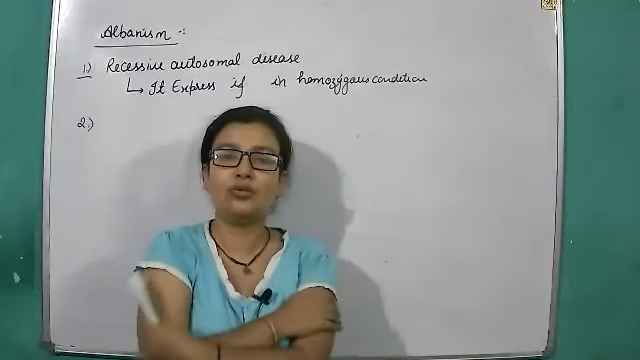 Albanism :-
1.) Recessive autosomal disease
↳ It Express if in homozygous condition
2.)